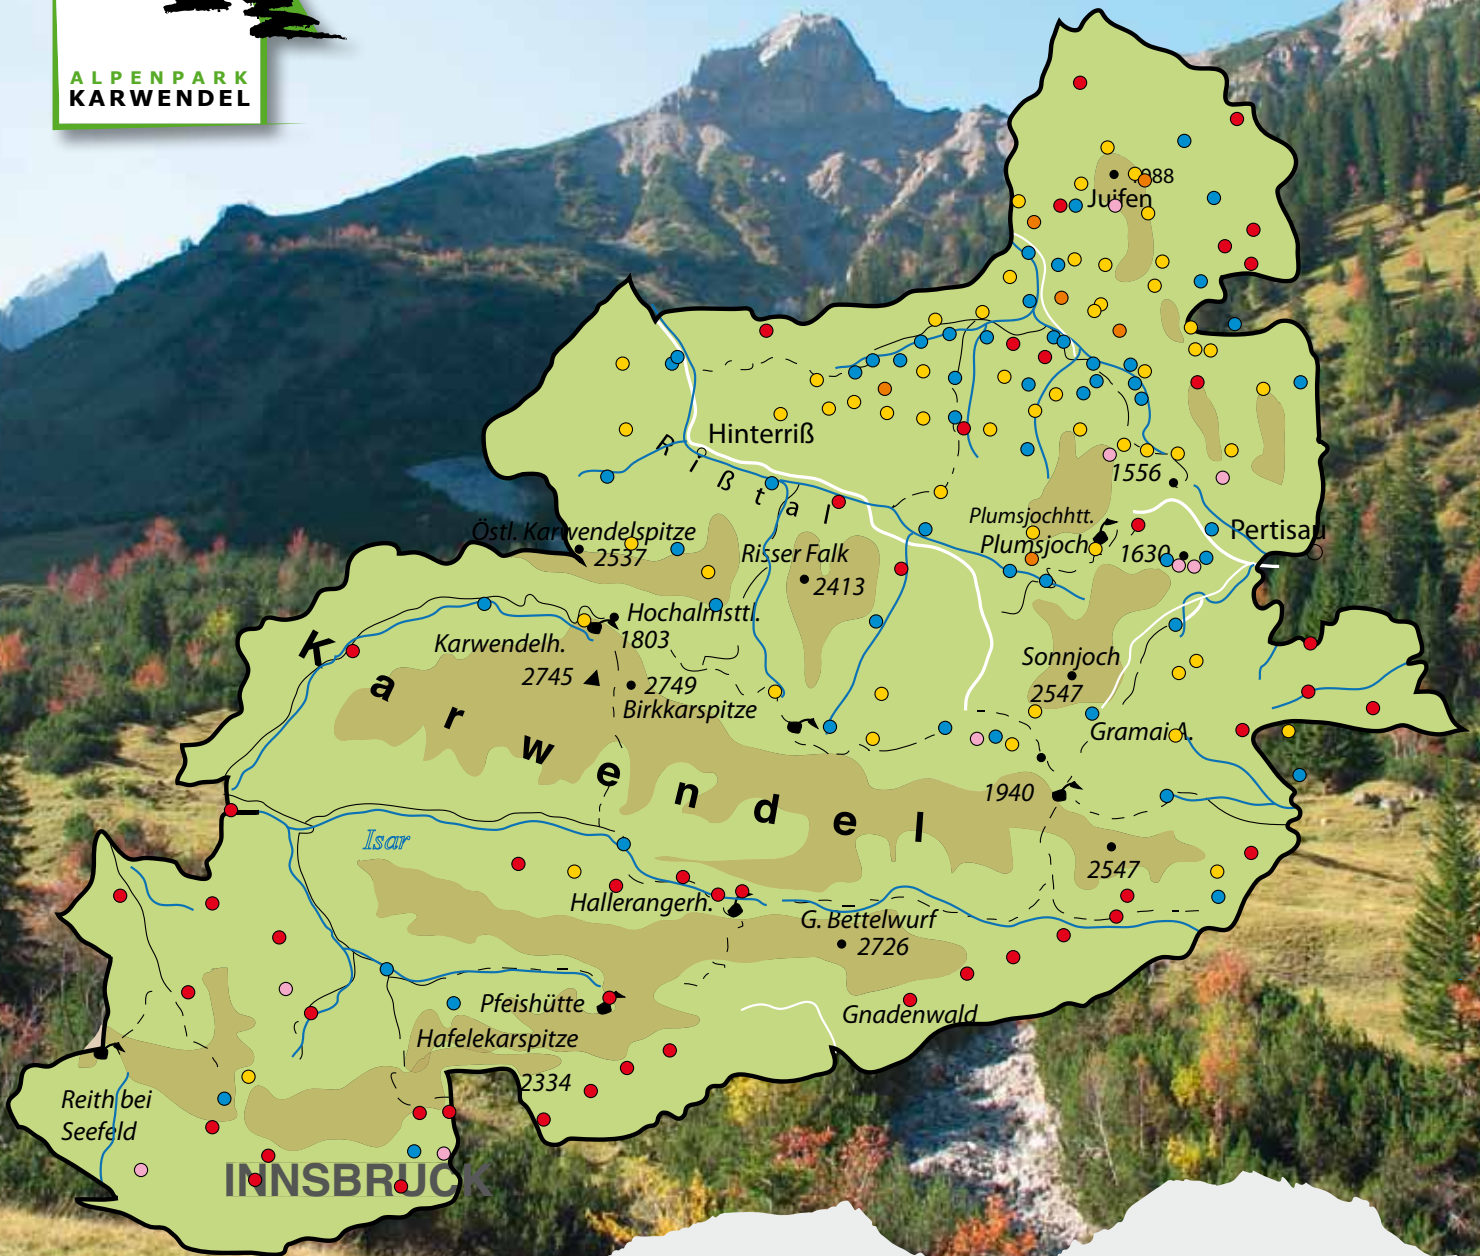 ALPENPARK
KARWENDEL
1988
Juifen
Hinterriß
Rißtal
1556
Östl. Karwendelspitze
2537
Plumsjochhtt.
Plumsjoch
Pertisau
1630
Risser Falk
2413
Hochalmsttl.
1803
Karwendelh.
2745
2749
Birkkarspitze
Sonnjoch
2547
Gramai A.
Karwendel
1940
Isar
2547
Hallerangerh.
G. Bettelwurf
2726
Pfeishütte
Gnadenwald
Hafelekarspitze
2334
Reith bei
Seefeld
INNSBRUCK